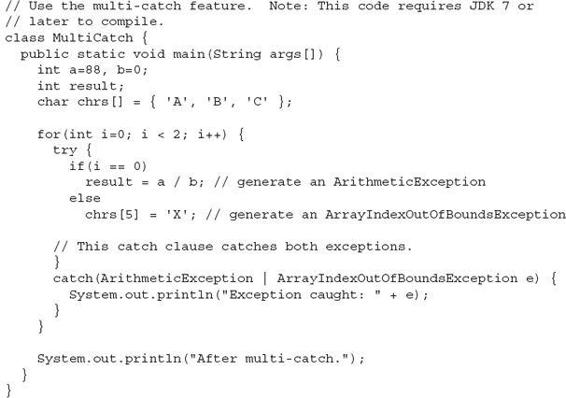 // Use the multi-catch feature.  Note: This code requires JDK 7 or
// later to compile.
class MultiCatch {
  public static void main(String args[]) {
    int a=88, b=0;
    int result;
    char chrs[] = { 'A', 'B', 'C' };

    for(int i=0; i < 2; i++) {
      try {
        if(i == 0)
          result = a / b; // generate an ArithmeticException
        else
          chrs[5] = 'X'; // generate an ArrayIndexOutOfBoundsException

      // This catch clause catches both exceptions.
      }
      catch(ArithmeticException | ArrayIndexOutOfBoundsException e) {
        System.out.println("Exception caught: " + e);
      }
    }

    System.out.println("After multi-catch.");
  }
}